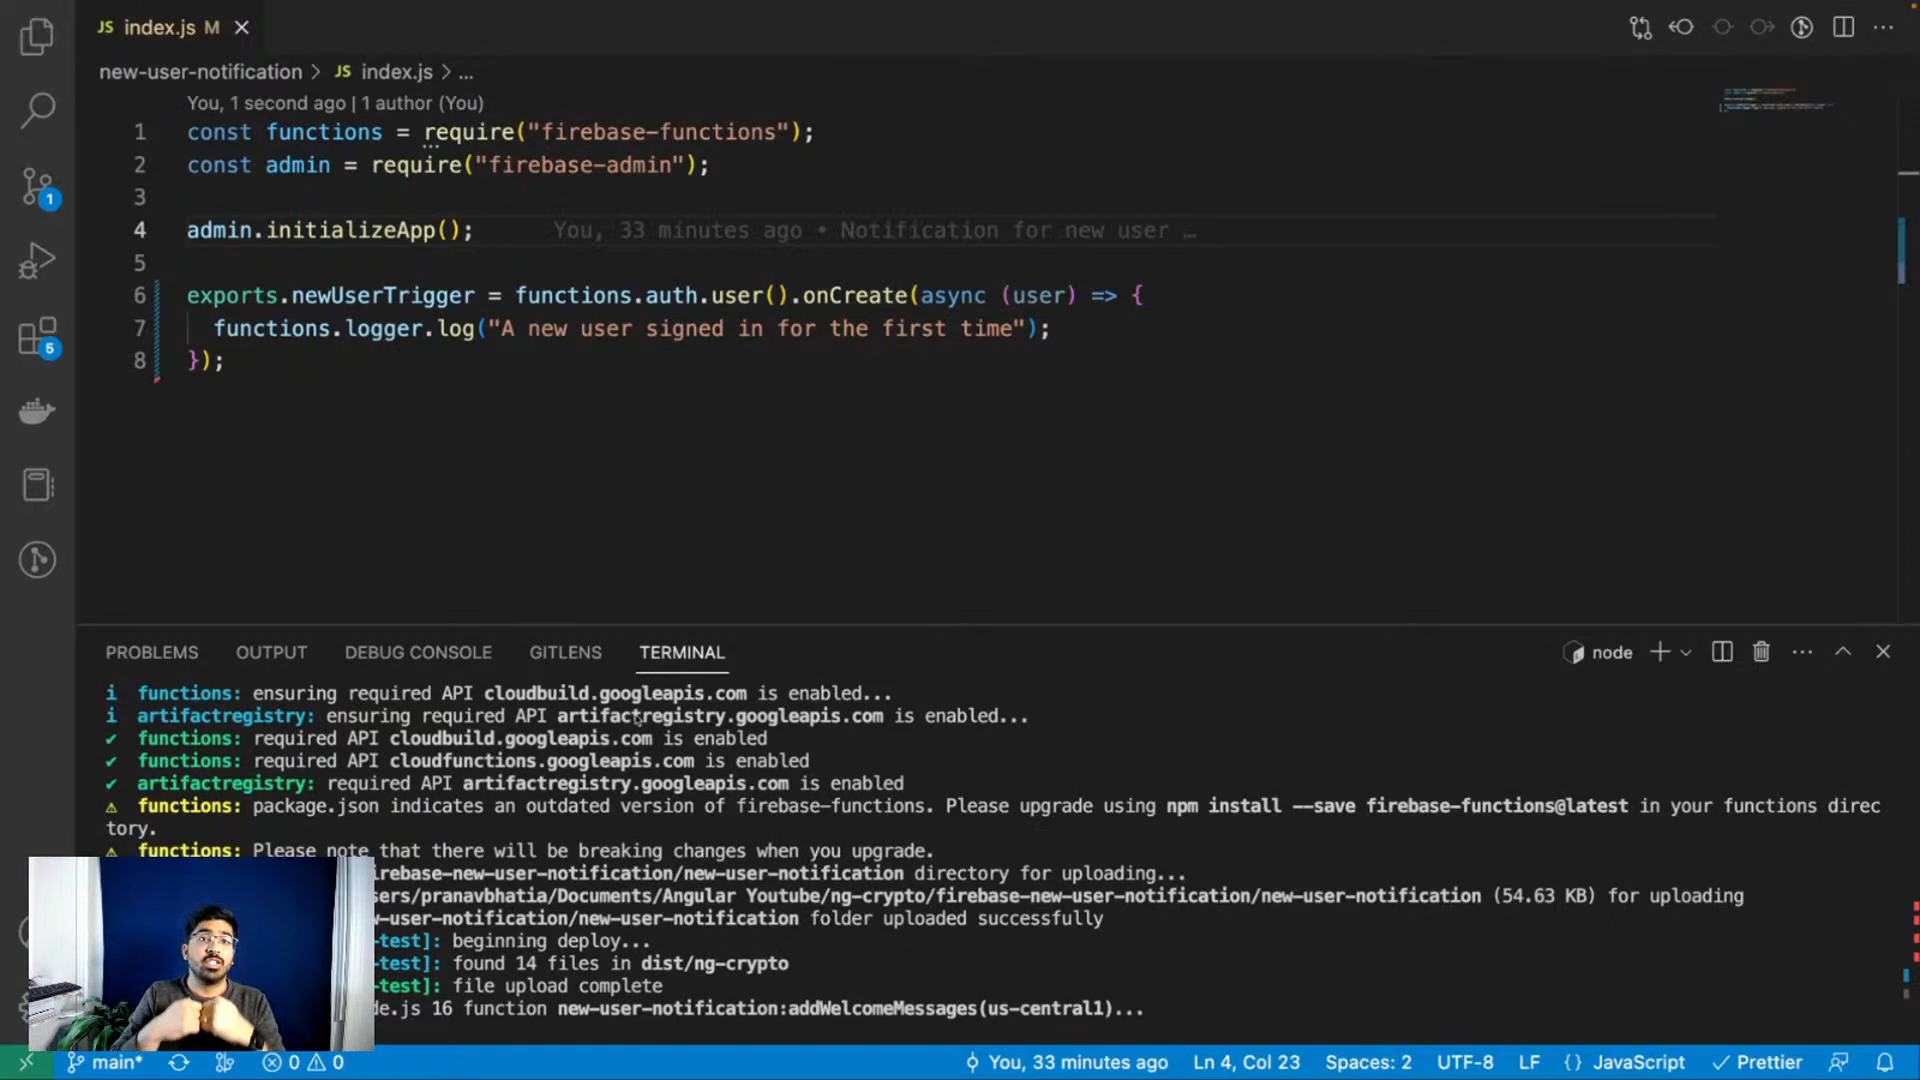 JS index.js M
new-user-notification > JS index.js > ...
You, 1 second ago | 1 author (You)
1 const functions = require("firebase-functions");
2 const admin = require("firebase-admin");
3
4 admin.initializeApp(); You, 33 minutes ago • Notification for new user …
5
6 exports.newUserTrigger = functions.auth.user().onCreate(async (user) => {
7 functions.logger.log("A new user signed in for the first time");
8 });
1
5
PROBLEMS OUTPUT DEBUG CONSOLE GITLENS TERMINAL node
i functions: ensuring required API cloudbuild.googleapis.com is enabled...
i artifactregistry: ensuring required API artifactregistry.googleapis.com is enabled...
✔ functions: required API cloudbuild.googleapis.com is enabled
✔ functions: required API cloudfunctions.googleapis.com is enabled
✔ artifactregistry: required API artifactregistry.googleapis.com is enabled
⚠ functions: package.json indicates an outdated version of firebase-functions. Please upgrade using npm install --save firebase-functions@latest in your functions direc
tory.
⚠ functions: Please note that there will be breaking changes when you upgrade.
irebase-new-user-notification/new-user-notification directory for uploading...
ers/pranavbhatia/Documents/Angular Youtube/ng-crypto/firebase-new-user-notification/new-user-notification (54.63 KB) for uploading
w-user-notification/new-user-notification folder uploaded successfully
-test]: beginning deploy...
-test]: found 14 files in dist/ng-crypto
-test]: file upload complete
de.js 16 function new-user-notification:addWelcomeMessages(us-central1)...
main* 0 0 You, 33 minutes ago Ln 4, Col 23 Spaces: 2 UTF-8 LF {} JavaScript ✓ Prettier